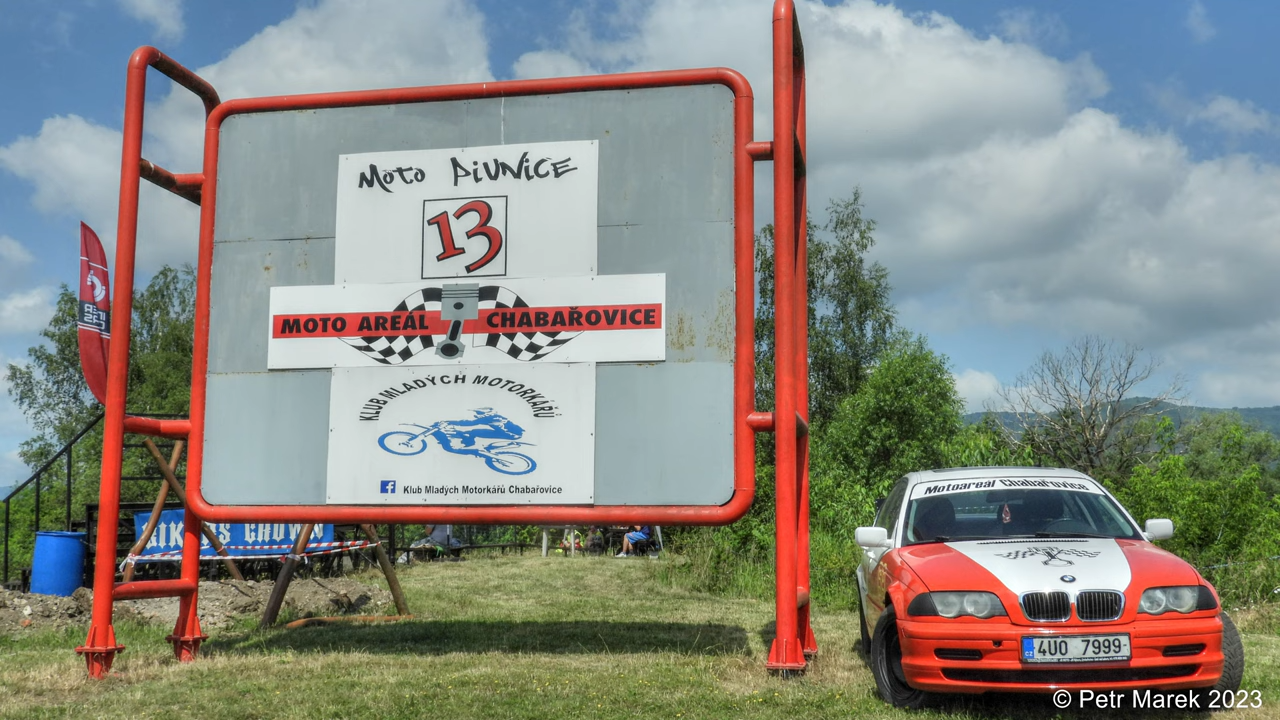 Moto PiVNiCE
13
MOTO AREÁL CHABAŘOVICE
KLUB MLADÝCH MOTORKÁŘŮ
Klub Mladých Motorkářů Chabařovice
Motoareal Chabařovice
CZ 4U0 7999
© Petr Marek 2023